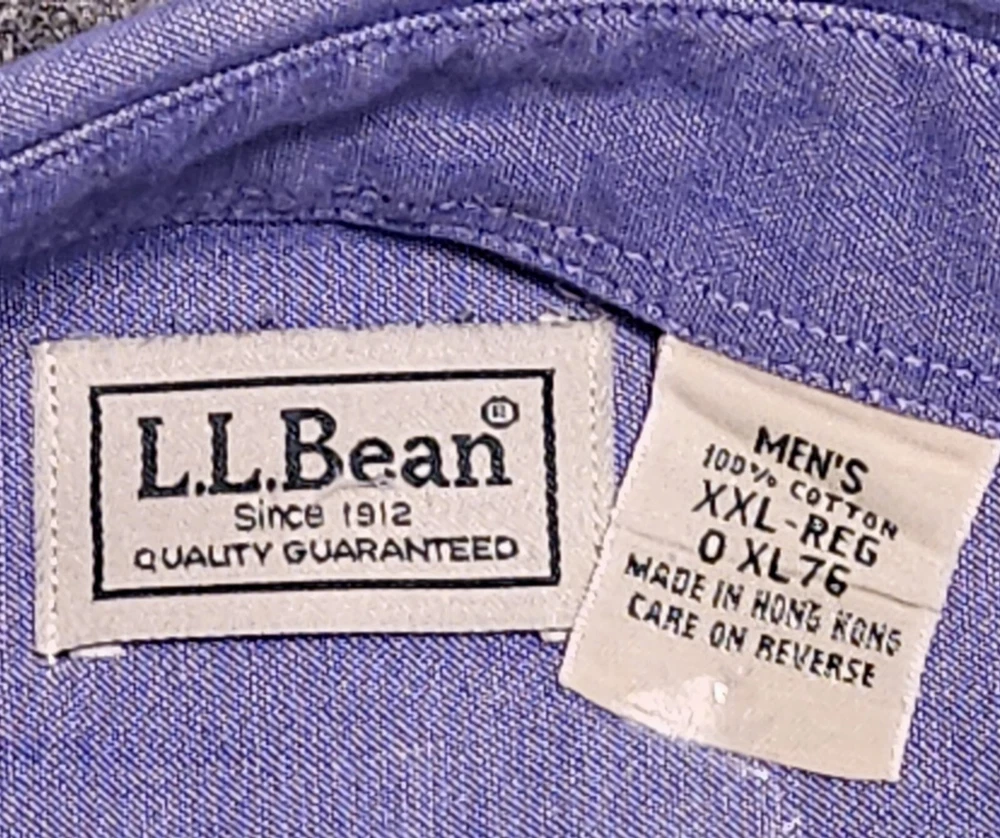 L.L.Bean®
Since 1912
QUALITY GUARANTEED
MEN'S
100% COTTON
XXL-REG
0 XL76
MADE IN HONG KONG
CARE ON REVERSE